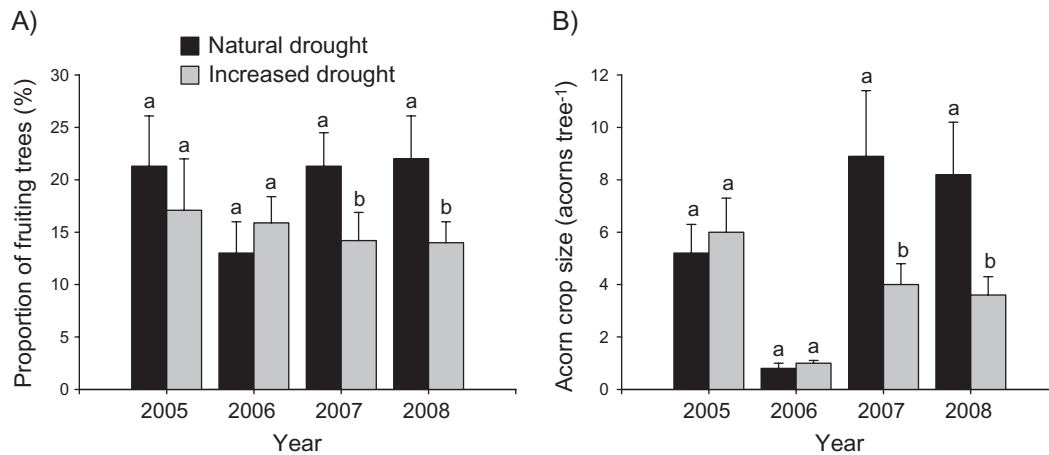 A)
Natural drought
Increased drought
Proportion of fruiting trees (%)
30
25
20
15
10
5
0
a
a
a
a
a
b
a
b
2005
2006
2007
2008
Year
B)
Acorn crop size (acorns tree-1)
12
10
8
6
4
2
0
a
a
a
a
a
b
a
b
2005
2006
2007
2008
Year